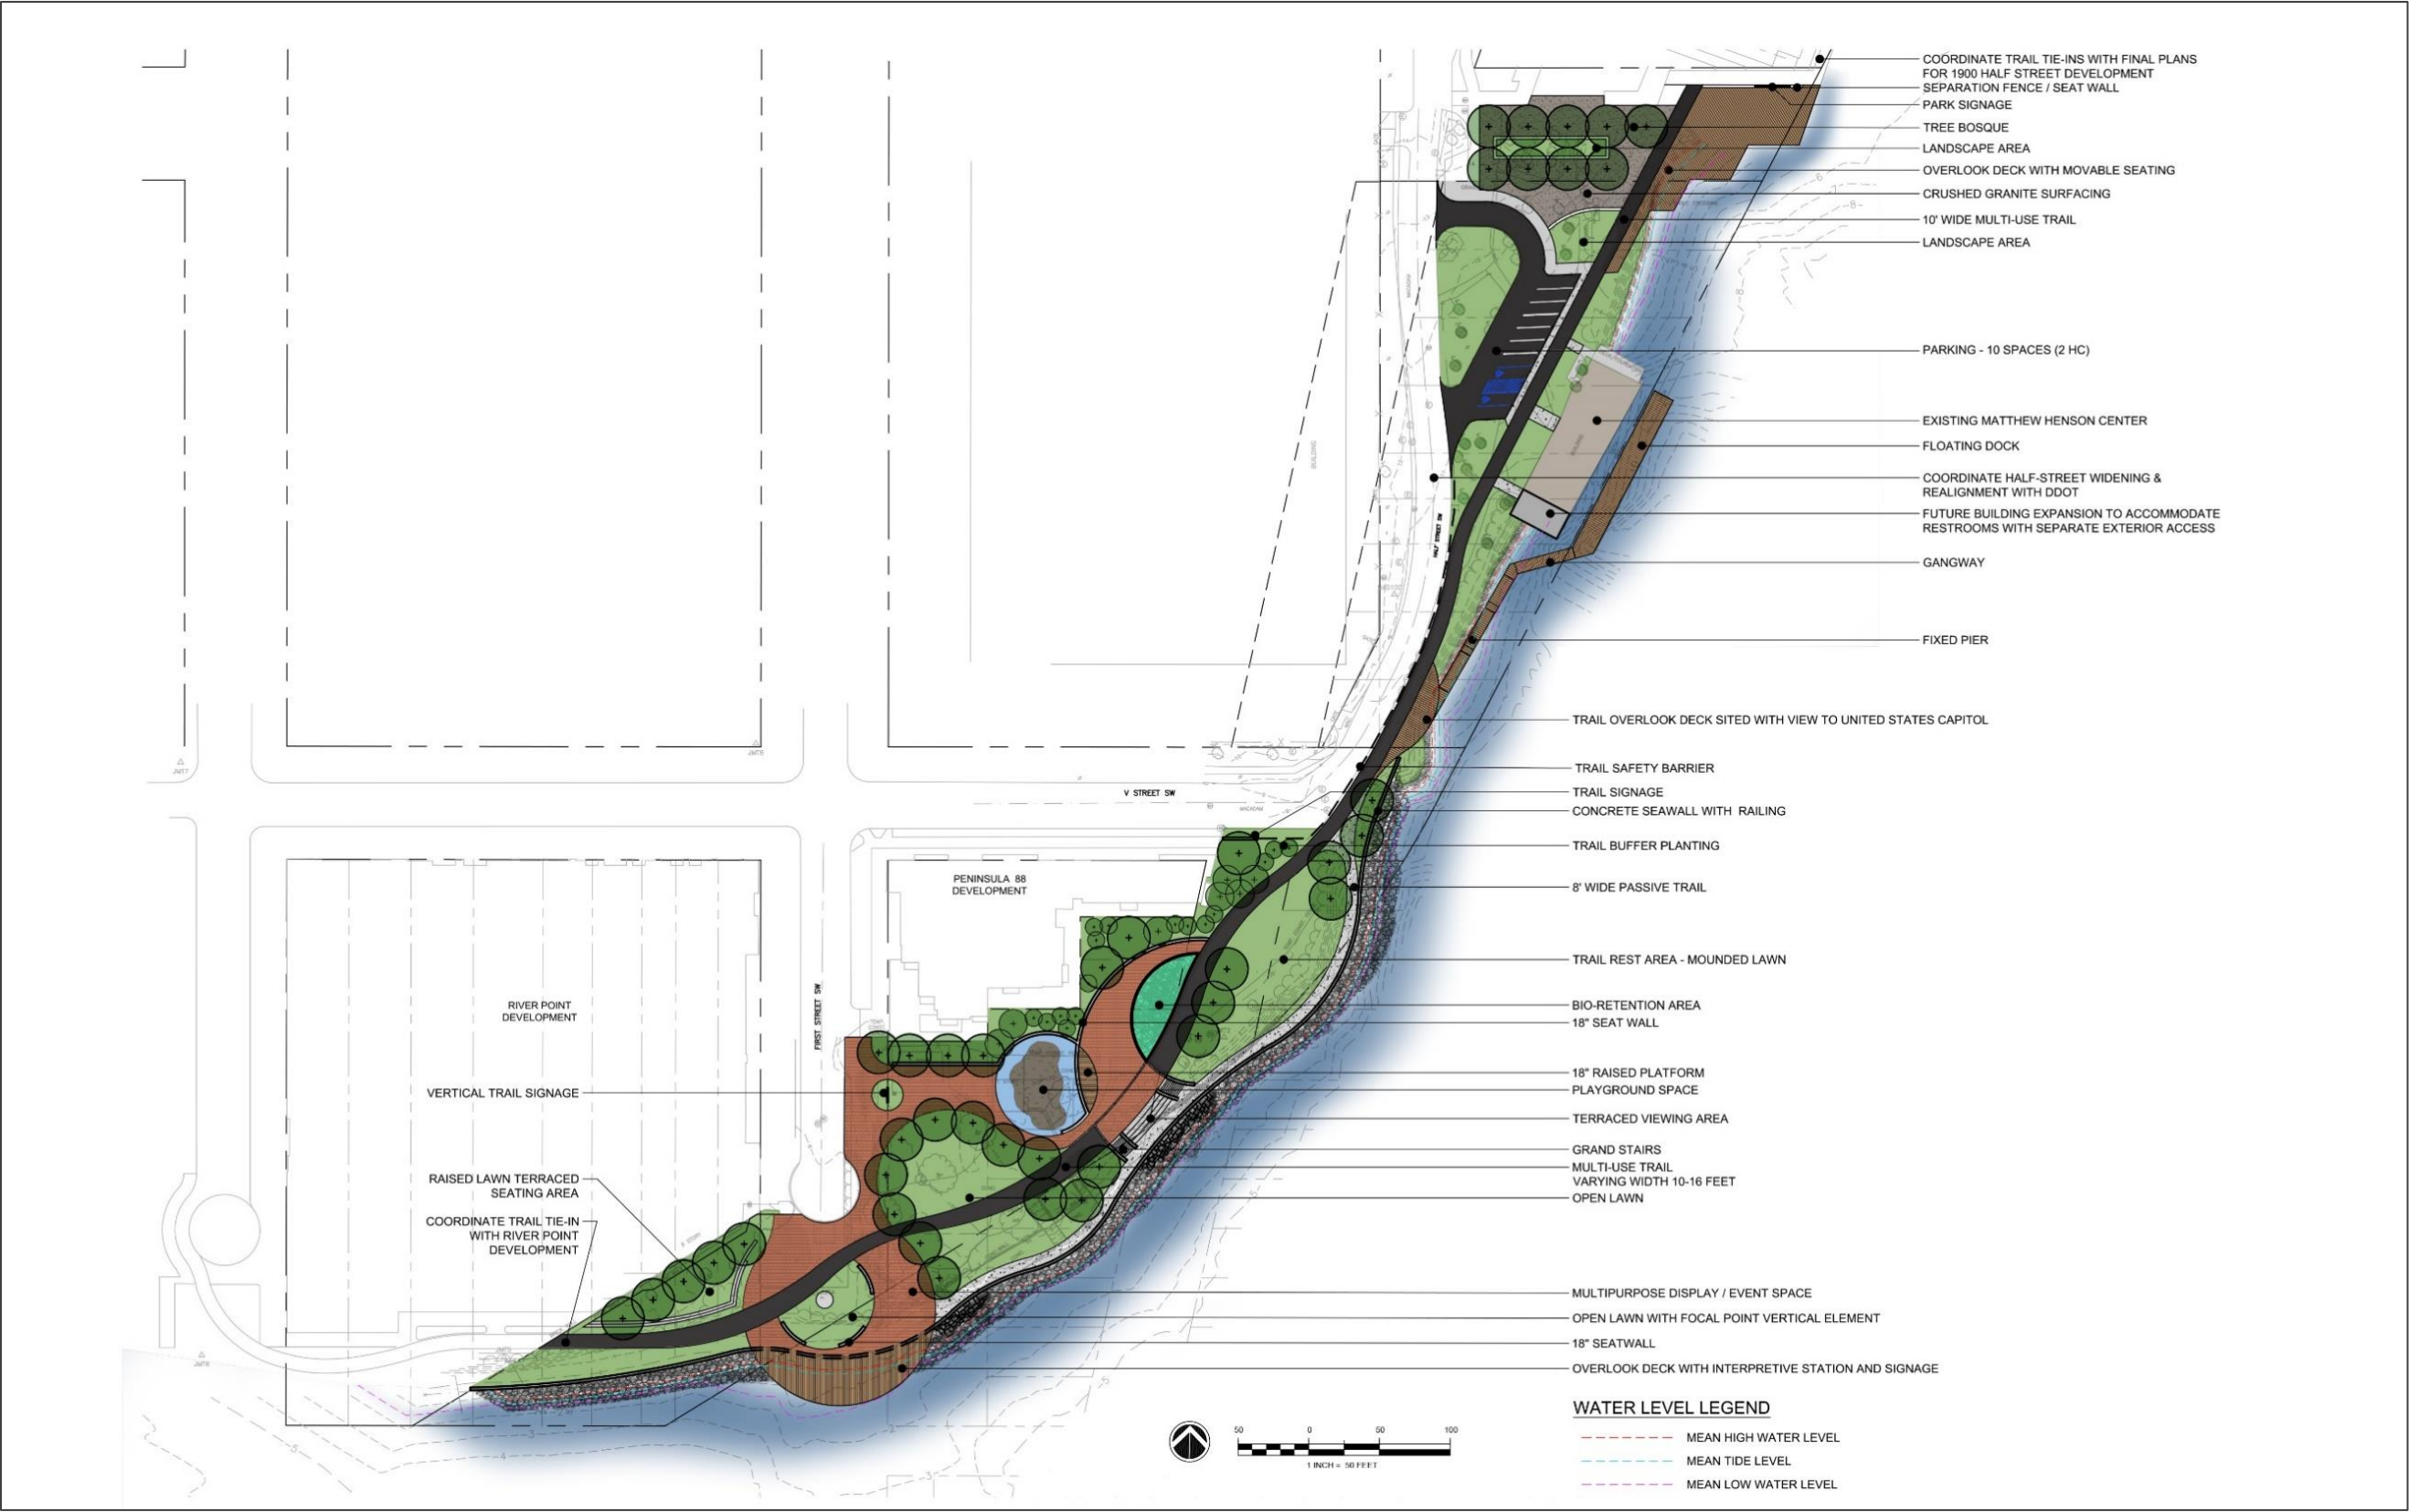 COORDINATE TRAIL TIE-INS WITH FINAL PLANS
FOR 1900 HALF STREET DEVELOPMENT
SEPARATION FENCE / SEAT WALL
PARK SIGNAGE
TREE BOSQUE
LANDSCAPE AREA
OVERLOOK DECK WITH MOVABLE SEATING
CRUSHED GRANITE SURFACING
10' WIDE MULTI-USE TRAIL
LANDSCAPE AREA
PARKING - 10 SPACES (2 HC)
EXISTING MATTHEW HENSON CENTER
FLOATING DOCK
COORDINATE HALF-STREET WIDENING &
REALIGNMENT WITH DDOT
FUTURE BUILDING EXPANSION TO ACCOMMODATE
RESTROOMS WITH SEPARATE EXTERIOR ACCESS
GANGWAY
FIXED PIER
BUILDING
BUILDING
MACADAM
HALF STREET SW
TRAIL OVERLOOK DECK SITED WITH VIEW TO UNITED STATES CAPITOL
TRAIL SAFETY BARRIER
TRAIL SIGNAGE
CONCRETE SEAWALL WITH RAILING
TRAIL BUFFER PLANTING
8' WIDE PASSIVE TRAIL
TRAIL REST AREA - MOUNDED LAWN
BIO-RETENTION AREA
18" SEAT WALL
18" RAISED PLATFORM
PLAYGROUND SPACE
TERRACED VIEWING AREA
GRAND STAIRS
MULTI-USE TRAIL
VARYING WIDTH 10-16 FEET
OPEN LAWN
MULTIPURPOSE DISPLAY / EVENT SPACE
OPEN LAWN WITH FOCAL POINT VERTICAL ELEMENT
18" SEATWALL
OVERLOOK DECK WITH INTERPRETIVE STATION AND SIGNAGE
V STREET SW
MACADAM
PENINSULA 88
DEVELOPMENT
FIRST STREET SW
RIVER POINT
DEVELOPMENT
VERTICAL TRAIL SIGNAGE
RAISED LAWN TERRACED
SEATING AREA
COORDINATE TRAIL TIE-IN
WITH RIVER POINT
DEVELOPMENT
50 0 50 100
1 INCH = 50 FEET
WATER LEVEL LEGEND
MEAN HIGH WATER LEVEL
MEAN TIDE LEVEL
MEAN LOW WATER LEVEL